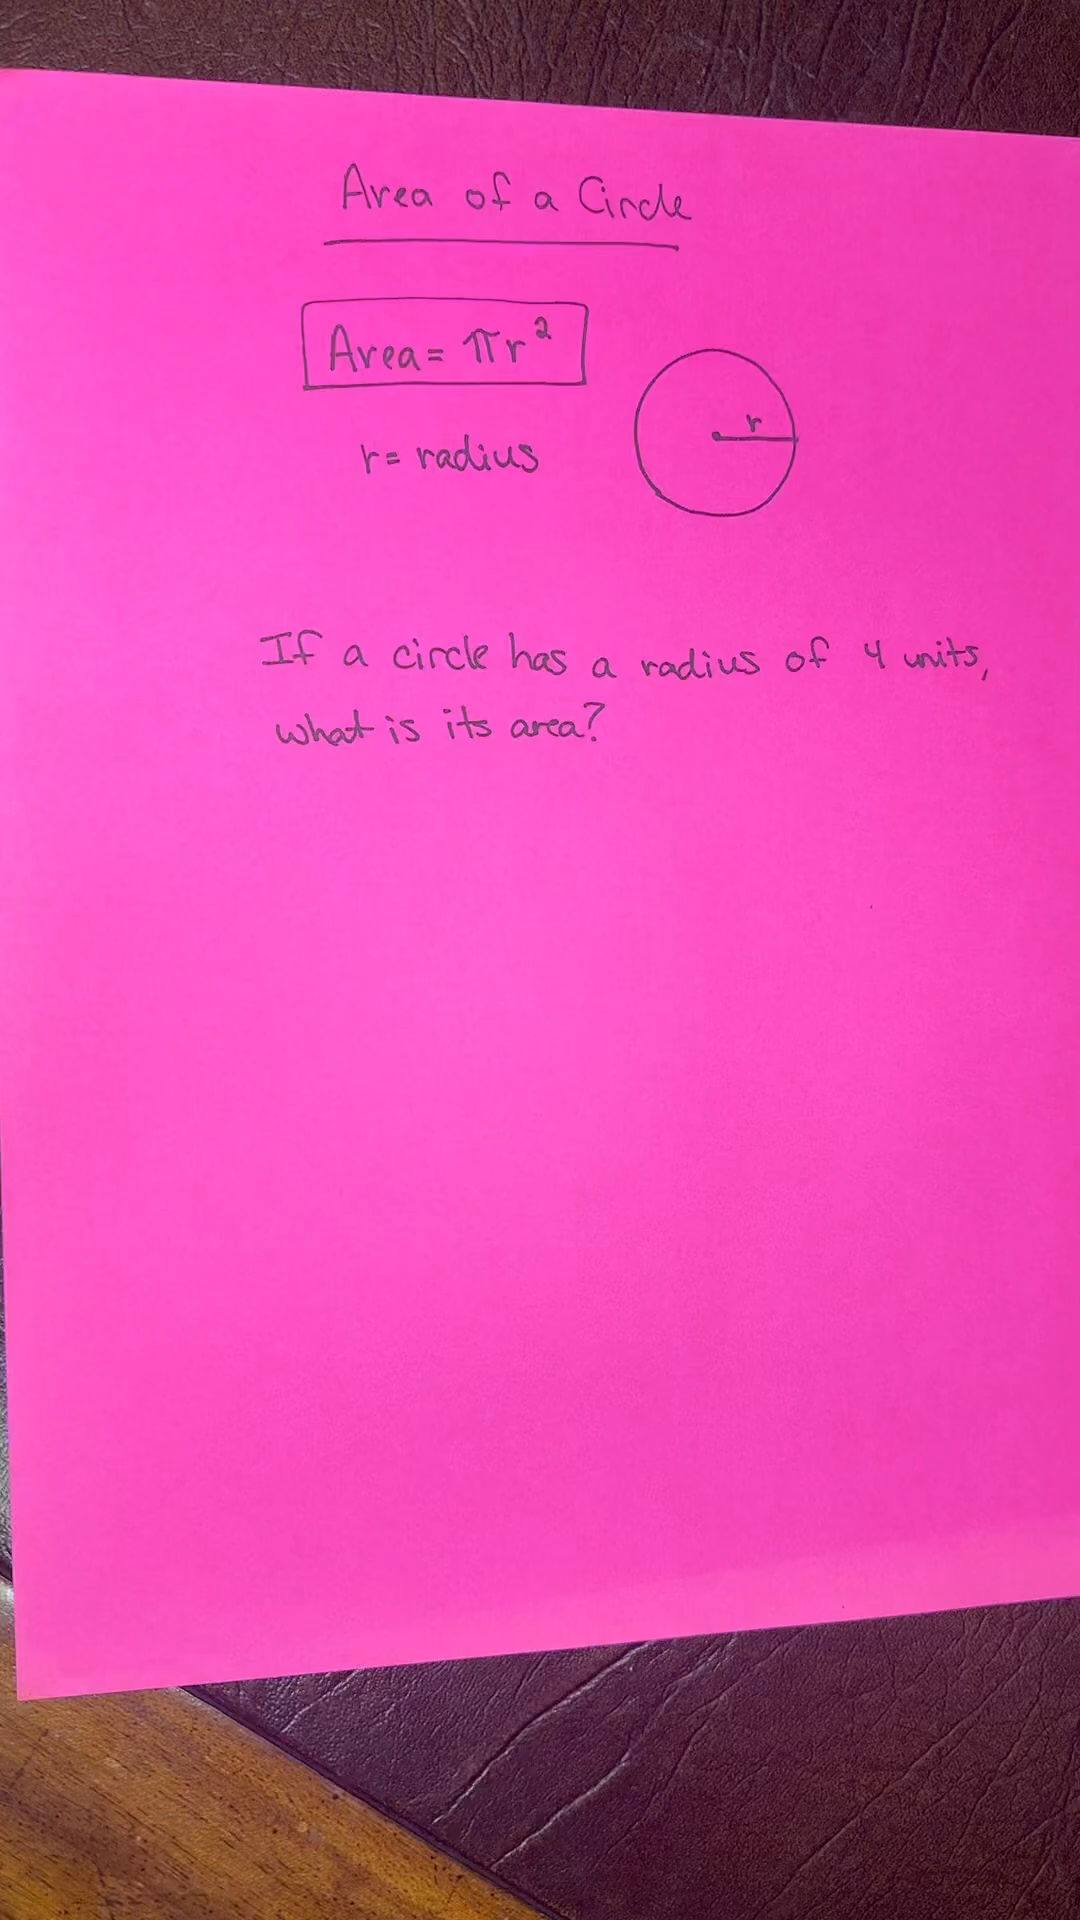 Area of a Circle
Area = πr²
r
r = radius
If a circle has a radius of 4 units,
what is its area?